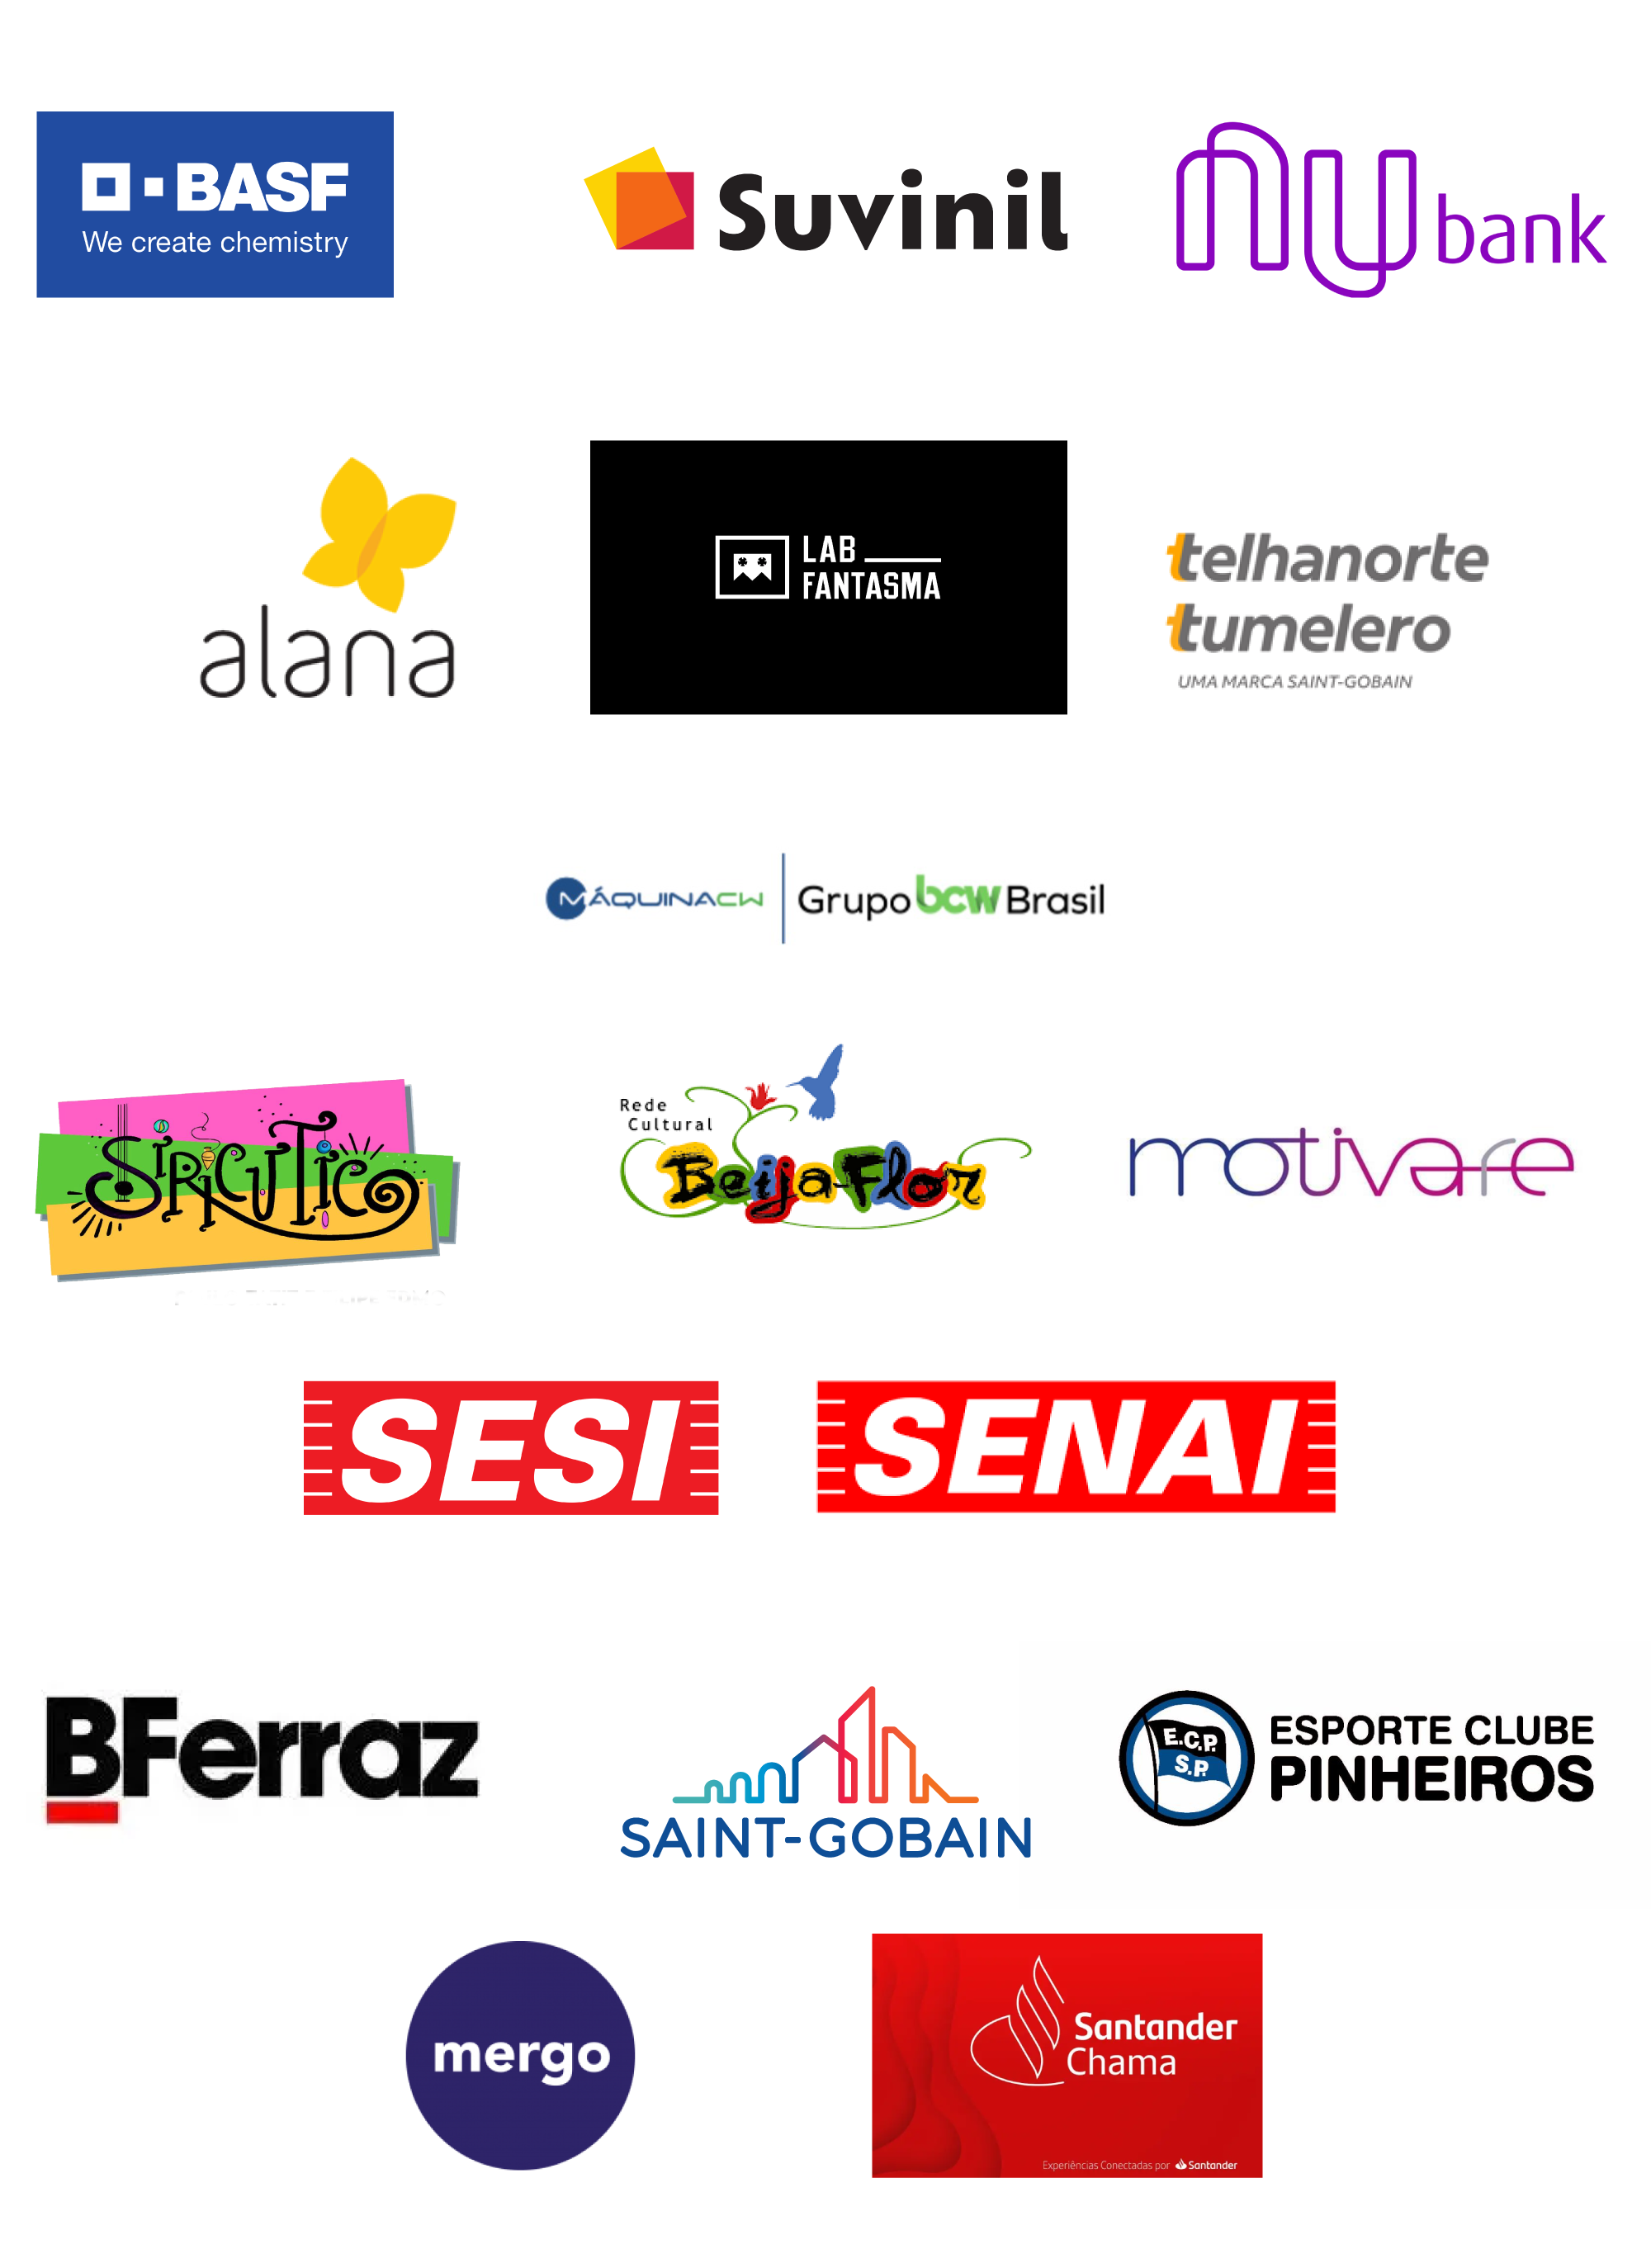 BASF
We create chemistry
Suvinil
nu bank
alana
LAB
FANTASMA
telhanorte
tumelero
UMA MARCA SAINT-GOBAIN
MÁQUINACW
Grupo bcw Brasil
SIRICUTICO
Rede
Cultural
Beija-Flor
motivare
SESI
SENAI
BFerraz
SAINT-GOBAIN
E.C.P.
S.P.
ESPORTE CLUBE
PINHEIROS
mergo
Santander
Chama
Experiências Conectadas por Santander